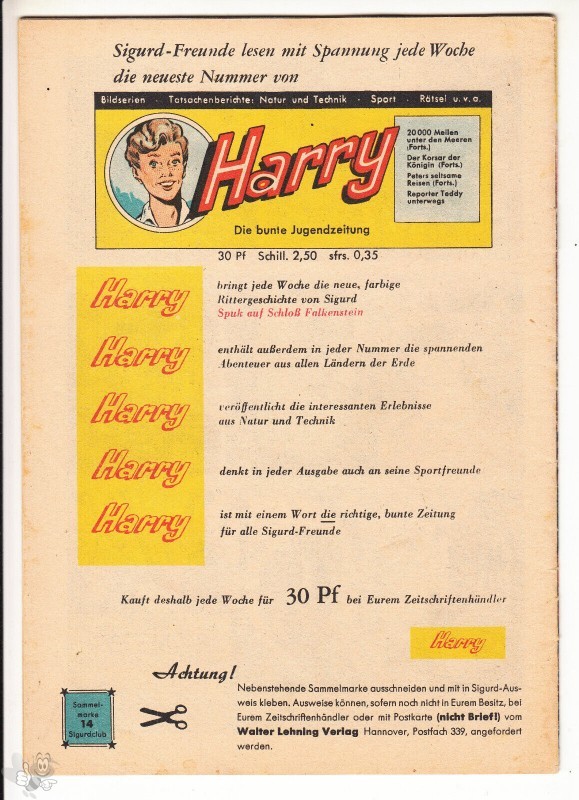 Sigurd-Freunde lesen mit Spannung jede Woche
die neueste Nummer von
Bildserien · Tatsachenberichte: Natur und Technik · Sport · Rätsel u. v. a.
Harry
Die bunte Jugendzeitung
20 000 Meilen
unter den Meeren
(Forts.)
Der Korsar der
Königin (Forts.)
Peters seltsame
Reisen (Forts.)
Reporter Teddy
unterwegs
30 Pf Schill. 2,50 sfrs. 0,35
Harry
bringt jede Woche die neue, farbige
Rittergeschichte von Sigurd
Spuk auf Schloß Falkenstein
Harry
enthält außerdem in jeder Nummer die spannenden
Abenteuer aus allen Ländern der Erde
Harry
veröffentlicht die interessanten Erlebnisse
aus Natur und Technik
Harry
denkt in jeder Ausgabe auch an seine Sportfreunde
Harry
ist mit einem Wort die richtige, bunte Zeitung
für alle Sigurd-Freunde
Kauft deshalb jede Woche für 30 Pf bei Eurem Zeitschriftenhändler
Harry
Achtung!
Nebenstehende Sammelmarke ausschneiden und mit in Sigurd-Aus-
weis kleben. Ausweise können, sofern noch nicht in Eurem Besitz, bei
Eurem Zeitschriftenhändler oder mit Postkarte (nicht Brief!) vom
Walter Lehning Verlag Hannover, Postfach 339, angefordert
werden.
Sammel-
marke
14
Sigurdclub